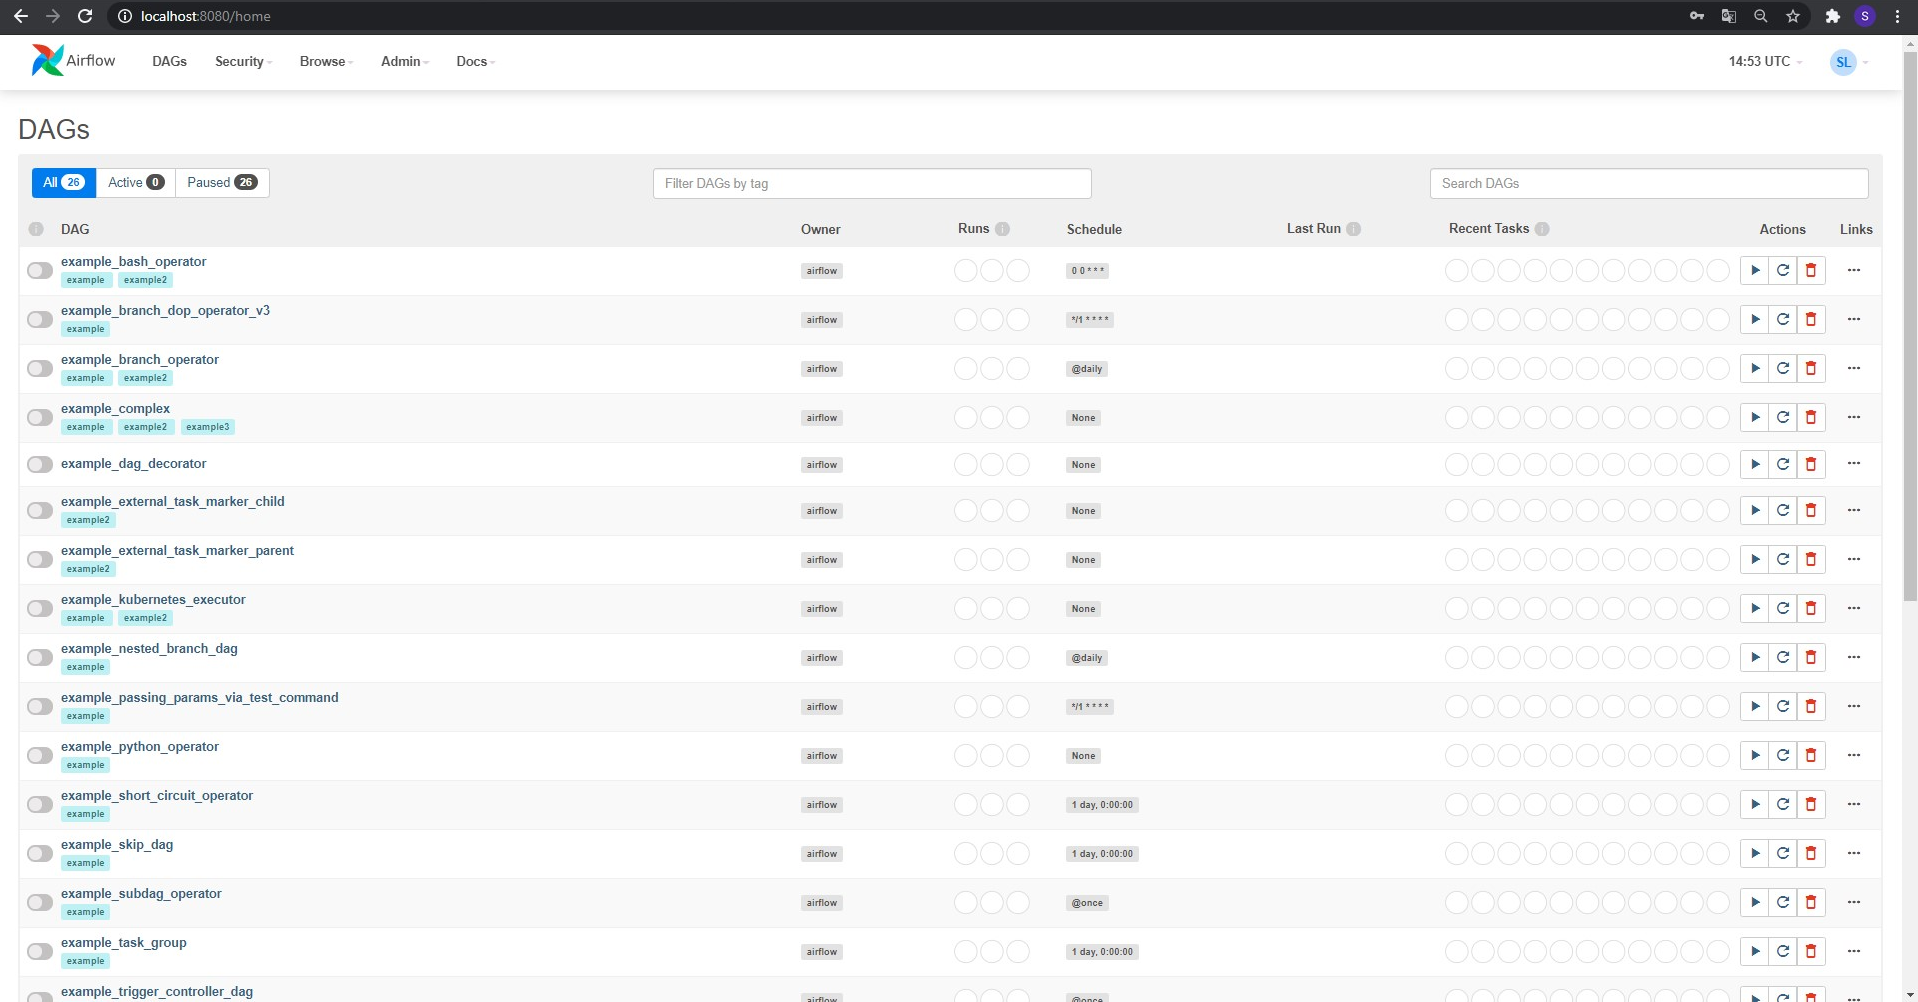 localhost:8080/home
S
Airflow DAGs Security Browse Admin Docs 14:53 UTC SL
DAGs
All 26 Active 0 Paused 26 Filter DAGs by tag Search DAGs
DAG Owner Runs Schedule Last Run Recent Tasks Actions Links
example_bash_operator
example example2 airflow 0 0 * * *
example_branch_dop_operator_v3
example airflow */1 * * * *
example_branch_operator
example example2 airflow @daily
example_complex
example example2 example3 airflow None
example_dag_decorator airflow None
example_external_task_marker_child
example2 airflow None
example_external_task_marker_parent
example2 airflow None
example_kubernetes_executor
example example2 airflow None
example_nested_branch_dag
example airflow @daily
example_passing_params_via_test_command
example airflow */1 * * * *
example_python_operator
example airflow None
example_short_circuit_operator
example airflow 1 day, 0:00:00
example_skip_dag
example airflow 1 day, 0:00:00
example_subdag_operator
example airflow @once
example_task_group
example airflow 1 day, 0:00:00
example_trigger_controller_dag
airflow @once